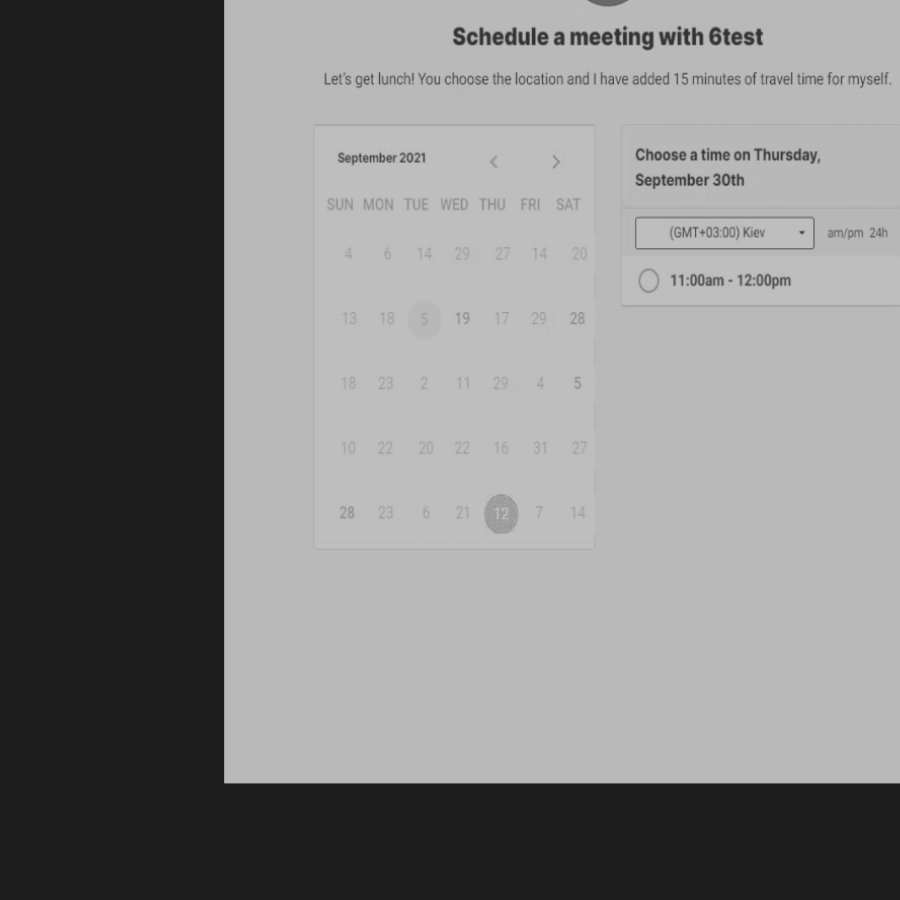 Schedule a meeting with 6test
Let's get lunch! You choose the location and I have added 15 minutes of travel time for myself.
September 2021
SUN MON TUE WED THU FRI SAT
4 6 14 29 27 14 20
13 18 5 19 17 29 28
18 23 2 11 29 4 5
10 22 20 22 16 31 27
28 23 6 21 12 7 14
Choose a time on Thursday,
September 30th
(GMT+03:00) Kiev am/pm 24h
11:00am - 12:00pm